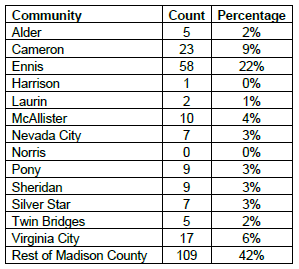 Community Count Percentage
Alder 5 2%
Cameron 23 9%
Ennis 58 22%
Harrison 1 0%
Laurin 2 1%
McAllister 10 4%
Nevada City 7 3%
Norris 0 0%
Pony 9 3%
Sheridan 9 3%
Silver Star 7 3%
Twin Bridges 5 2%
Virginia City 17 6%
Rest of Madison County 109 42%